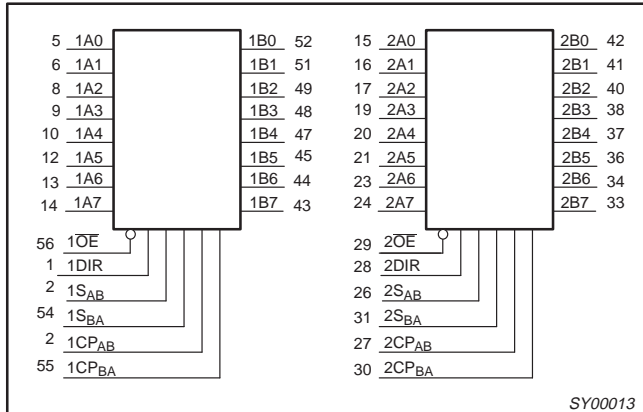 5 1A0 1B0 52 15 2A0 2B0 42
6 1A1 1B1 51 16 2A1 2B1 41
8 1A2 1B2 49 17 2A2 2B2 40
9 1A3 1B3 48 19 2A3 2B3 38
10 1A4 1B4 47 20 2A4 2B4 37
12 1A5 1B5 45 21 2A5 2B5 36
13 1A6 1B6 44 23 2A6 2B6 34
14 1A7 1B7 43 24 2A7 2B7 33
56 1O̅E̅ 29 2O̅E̅
1 1DIR 28 2DIR
2 1SAB 26 2SAB
54 1SBA 31 2SBA
2 1CPAB 27 2CPAB
55 1CPBA 30 2CPBA
SY00013